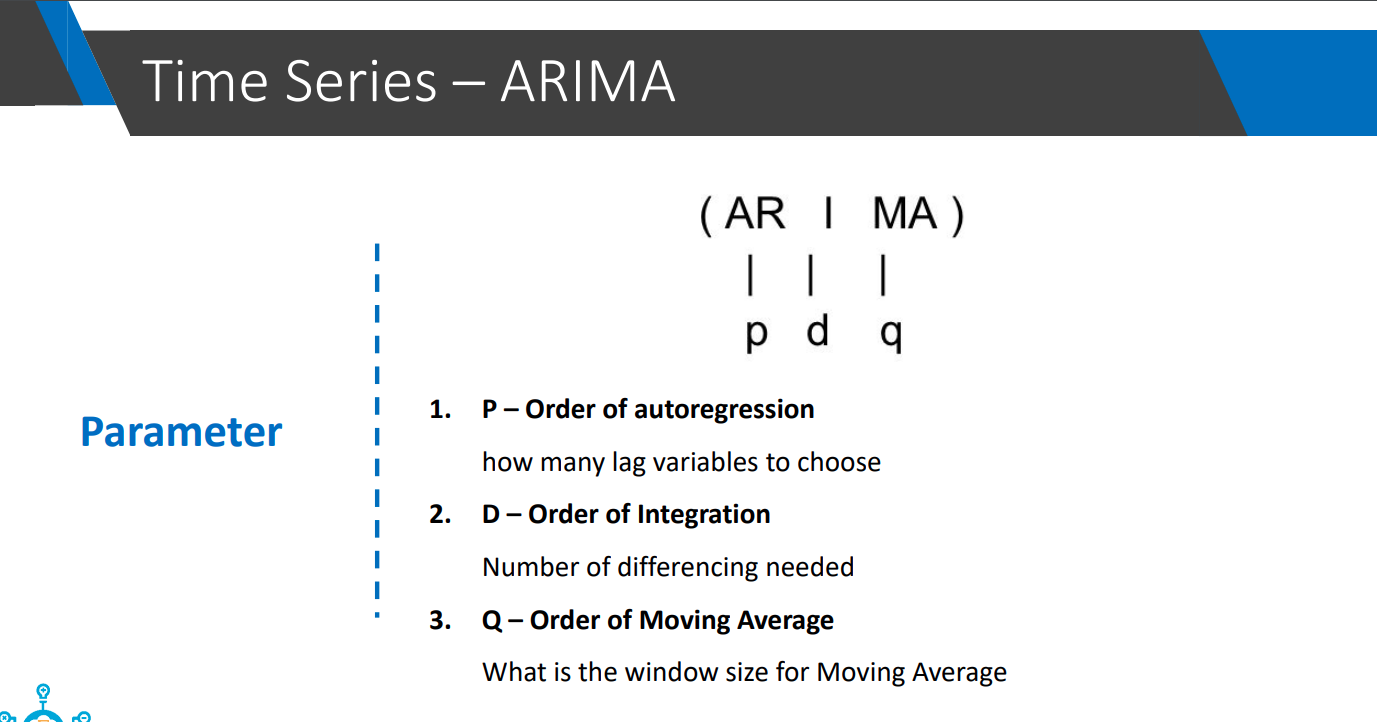 Time Series – ARIMA
( AR I MA )
| | |
p d q
Parameter
1. P – Order of autoregression
how many lag variables to choose
2. D – Order of Integration
Number of differencing needed
3. Q – Order of Moving Average
What is the window size for Moving Average